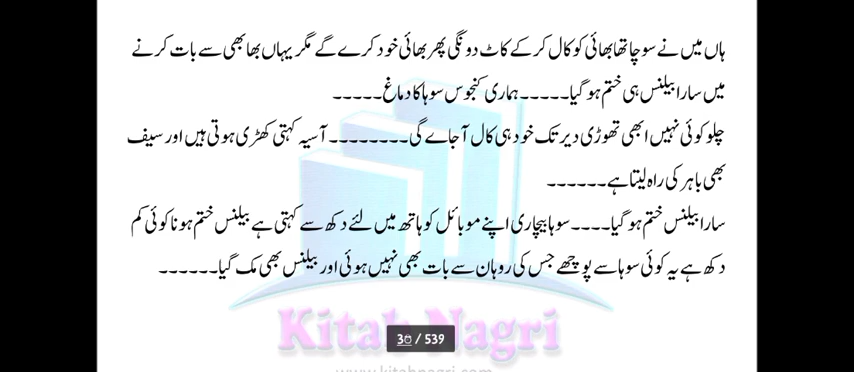 ہاں میں نے سوچا تھا بھائی کو کال کر کے کاٹ دونگی پھر بھائی خود کرے گے مگر یہاں بھابھی سے بات کرنے
میں سارا بیلنس ہی ختم ہو گیا۔۔۔۔۔ ہماری کنجوس سوہا کا دماغ۔۔۔۔۔
چلو کوئی نہیں ابھی تھوڑی دیر تک خود ہی کال آ جاے گی۔۔۔۔۔۔۔۔ آسیہ کہتی کھڑی ہوتی ہیں اور سیف
بھی باہر کی راہ لیتا ہے۔۔۔۔۔۔
سارا بیلنس ختم ہو گیا۔۔۔۔ سوہا بیچاری اپنے موبائل کو ہاتھ میں لئے دکھ سے کہتی ہے بیلنس ختم ہونا کوئی کم
دکھ ہے یہ کوئی سوہا سے پوچھے جس کی روہان سے بات بھی نہیں ہوئی اور بیلنس بھی مک گیا۔۔۔۔۔۔
Kitab Nagri
/ 539
www.kitabnagri.com